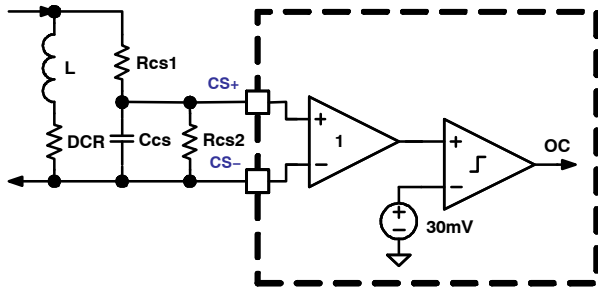 L
Rcs1
CS+
DCR
Ccs
Rcs2
CS−
+
1
−
+
−
OC
+
−
30mV